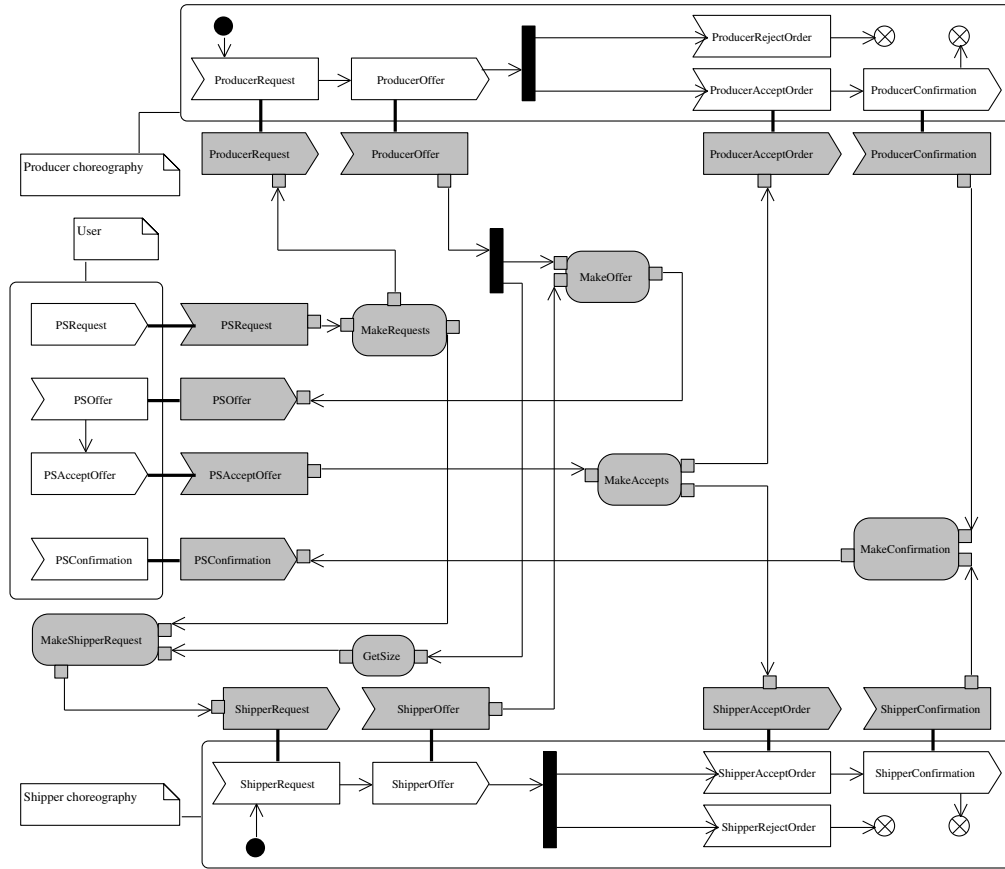 ProducerRejectOrder
ProducerRequest
ProducerOffer
ProducerAcceptOrder
ProducerConfirmation
Producer choreography
ProducerRequest
ProducerOffer
ProducerAcceptOrder
ProducerConfirmation
User
MakeOffer
PSRequest
PSRequest
MakeRequests
PSOffer
PSOffer
PSAcceptOffer
PSAcceptOffer
MakeAccepts
PSConfirmation
PSConfirmation
MakeConfirmation
MakeShipperRequest
GetSize
ShipperRequest
ShipperOffer
ShipperAcceptOrder
ShipperConfirmation
Shipper choreography
ShipperRequest
ShipperOffer
ShipperAcceptOrder
ShipperConfirmation
ShipperRejectOrder